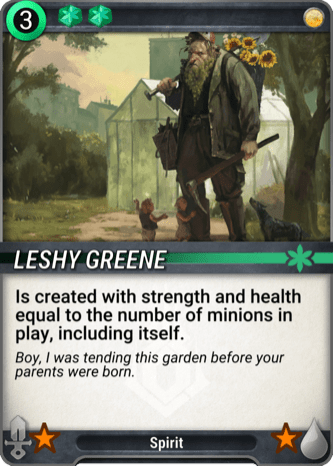 3
LESHY GREENE
Is created with strength and health
equal to the number of minions in
play, including itself.
Boy, I was tending this garden before your
parents were born.
Spirit